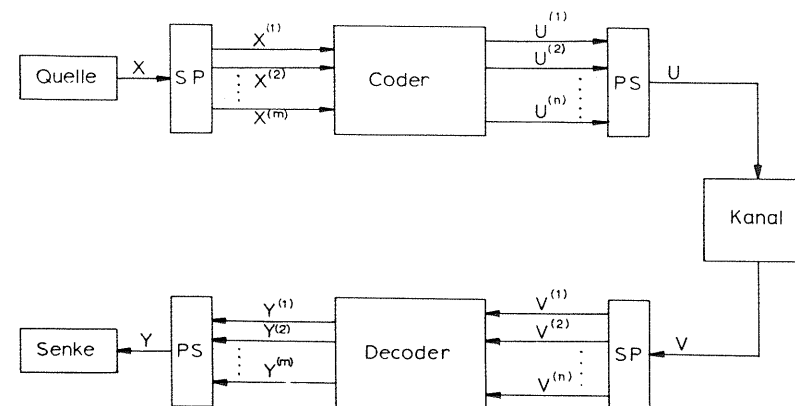 Quelle
X
SP
X^(1)
X^(2)
X^(m)
Coder
U^(1)
U^(2)
U^(n)
PS
U
Kanal
V
SP
V^(1)
V^(2)
V^(n)
Decoder
Y^(1)
Y^(2)
Y^(m)
PS
Y
Senke